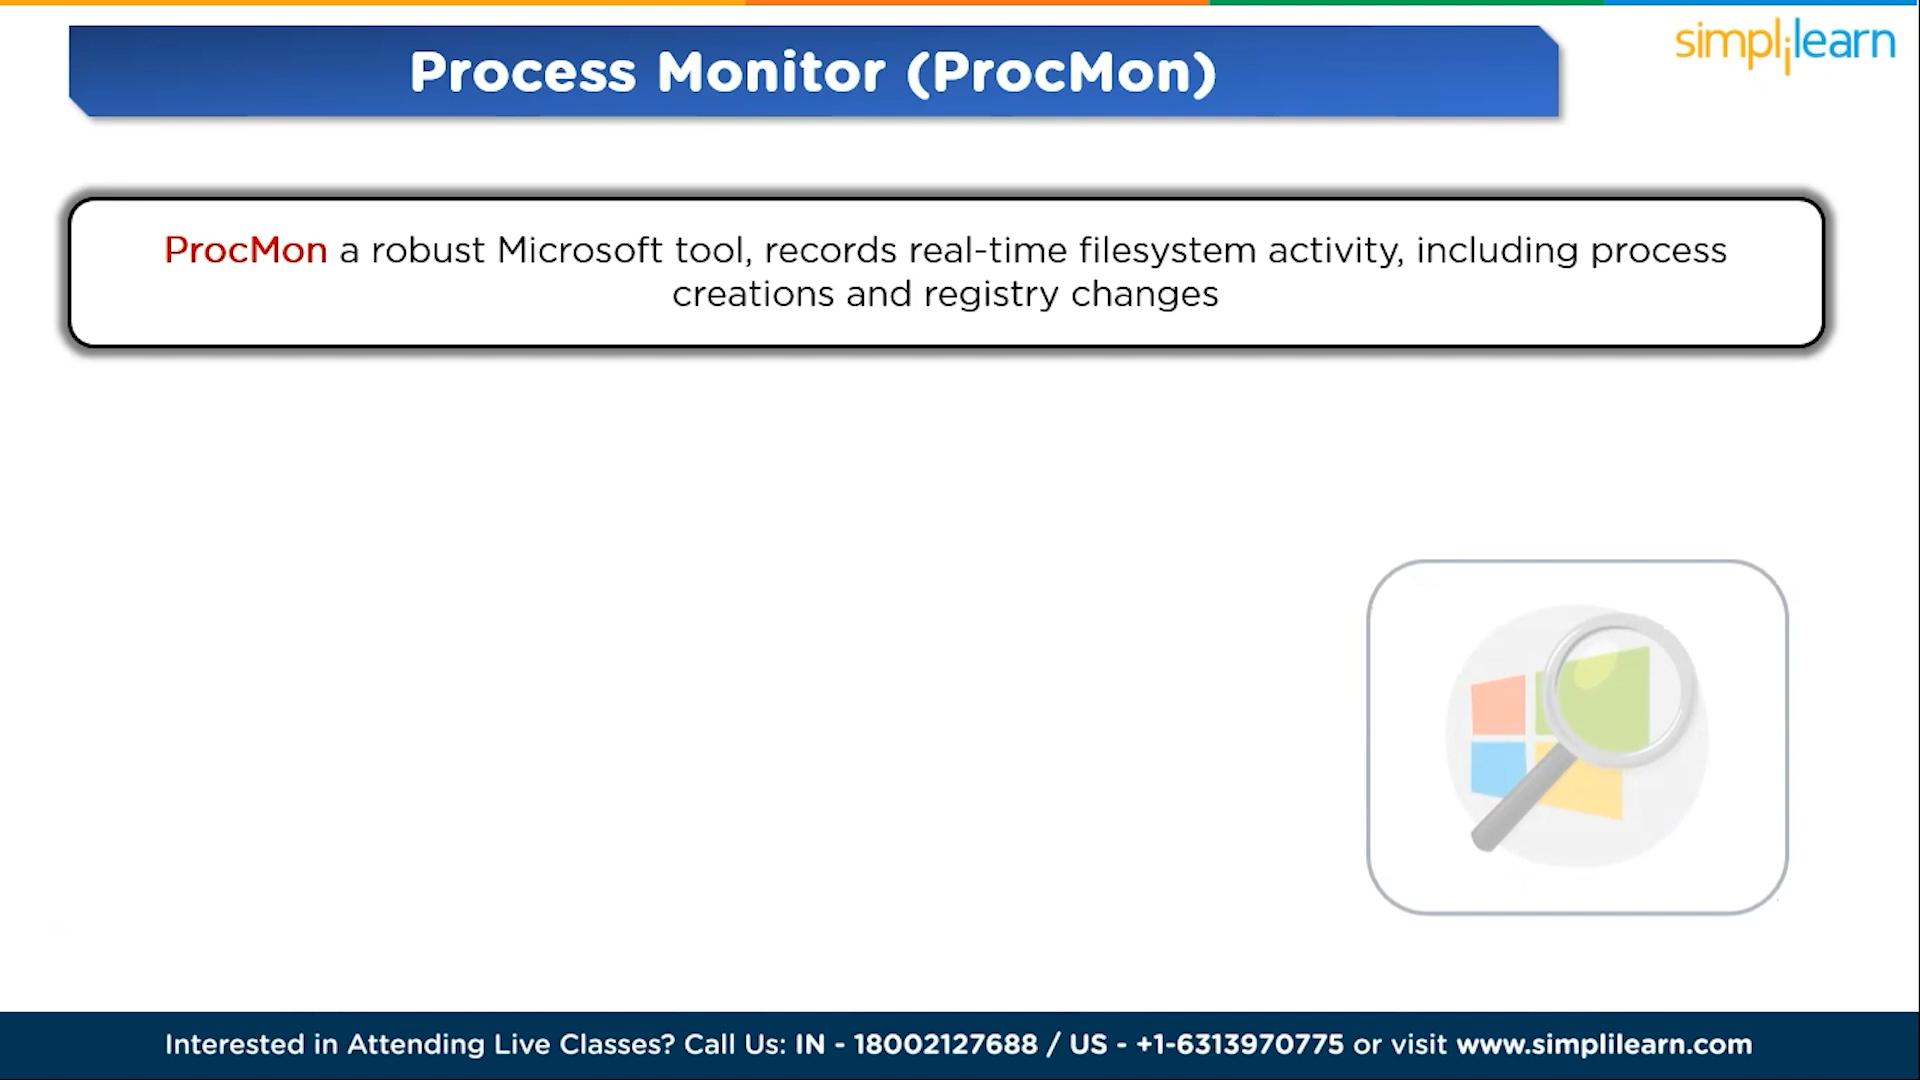 simplilearn
Process Monitor (ProcMon)
ProcMon a robust Microsoft tool, records real-time filesystem activity, including process
creations and registry changes
Interested in Attending Live Classes? Call Us: IN - 18002127688 / US - +1-6313970775 or visit www.simplilearn.com